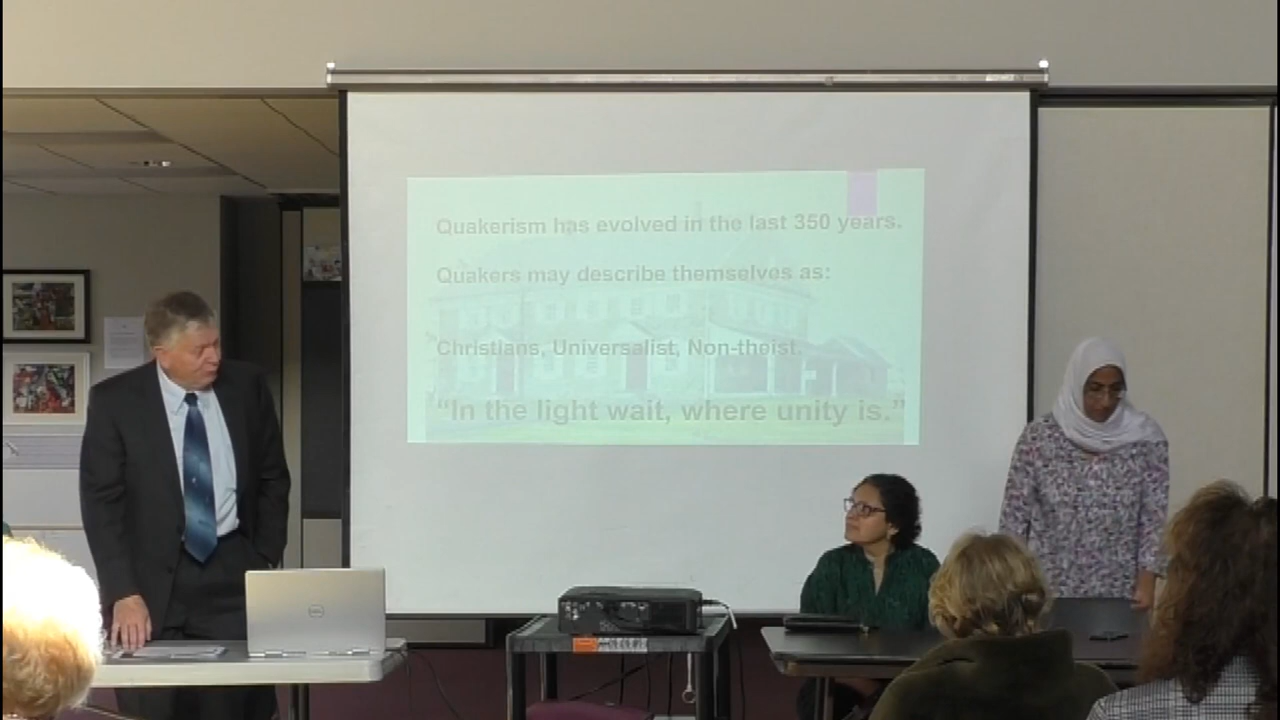 Quakerism has evolved in the last 350 years.
Quakers may describe themselves as:
Christians, Universalist, Non-theist.
“In the light wait, where unity is.”
DELL